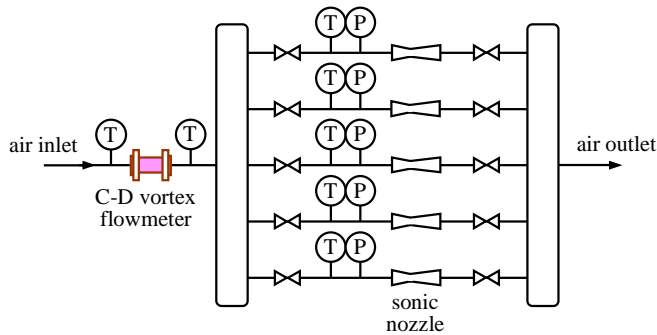 T P
T P
T T
air inlet
T P
air outlet
C-D vortex
flowmeter
T P
T P
sonic
nozzle